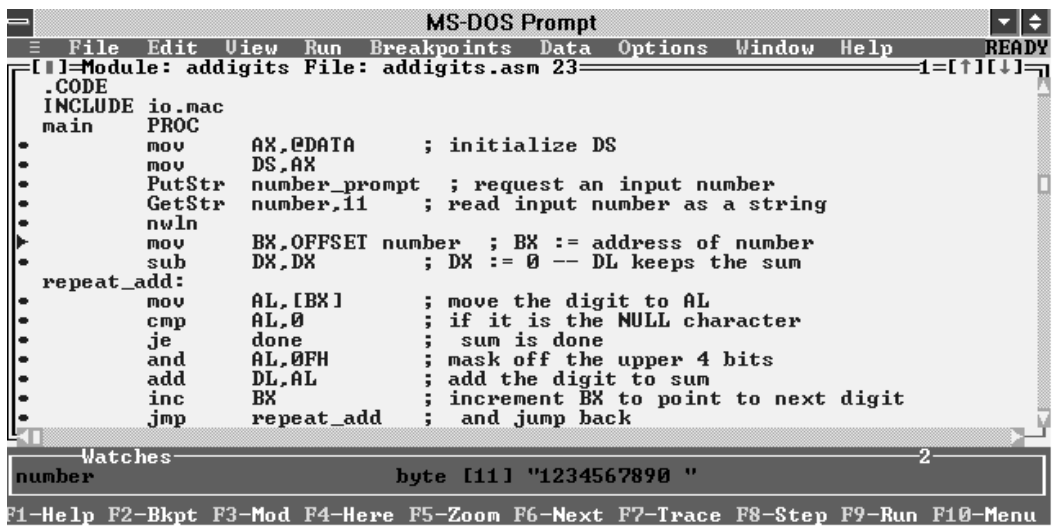 MS-DOS Prompt
≡ File Edit View Run Breakpoints Data Options Window Help READY
[▮]=Module: addigits File: addigits.asm 23 1=[↑][↓]
.CODE
INCLUDE io.mac
main PROC
mov AX,@DATA ; initialize DS
mov DS,AX
PutStr number_prompt ; request an input number
GetStr number,11 ; read input number as a string
nwln
mov BX,OFFSET number ; BX := address of number
sub DX,DX ; DX := 0 -- DL keeps the sum
repeat_add:
mov AL,[BX] ; move the digit to AL
cmp AL,0 ; if it is the NULL character
je done ; sum is done
and AL,0FH ; mask off the upper 4 bits
add DL,AL ; add the digit to sum
inc BX ; increment BX to point to next digit
jmp repeat_add ; and jump back
Watches 2
number byte [11] "1234567890 "
F1-Help F2-Bkpt F3-Mod F4-Here F5-Zoom F6-Next F7-Trace F8-Step F9-Run F10-Menu